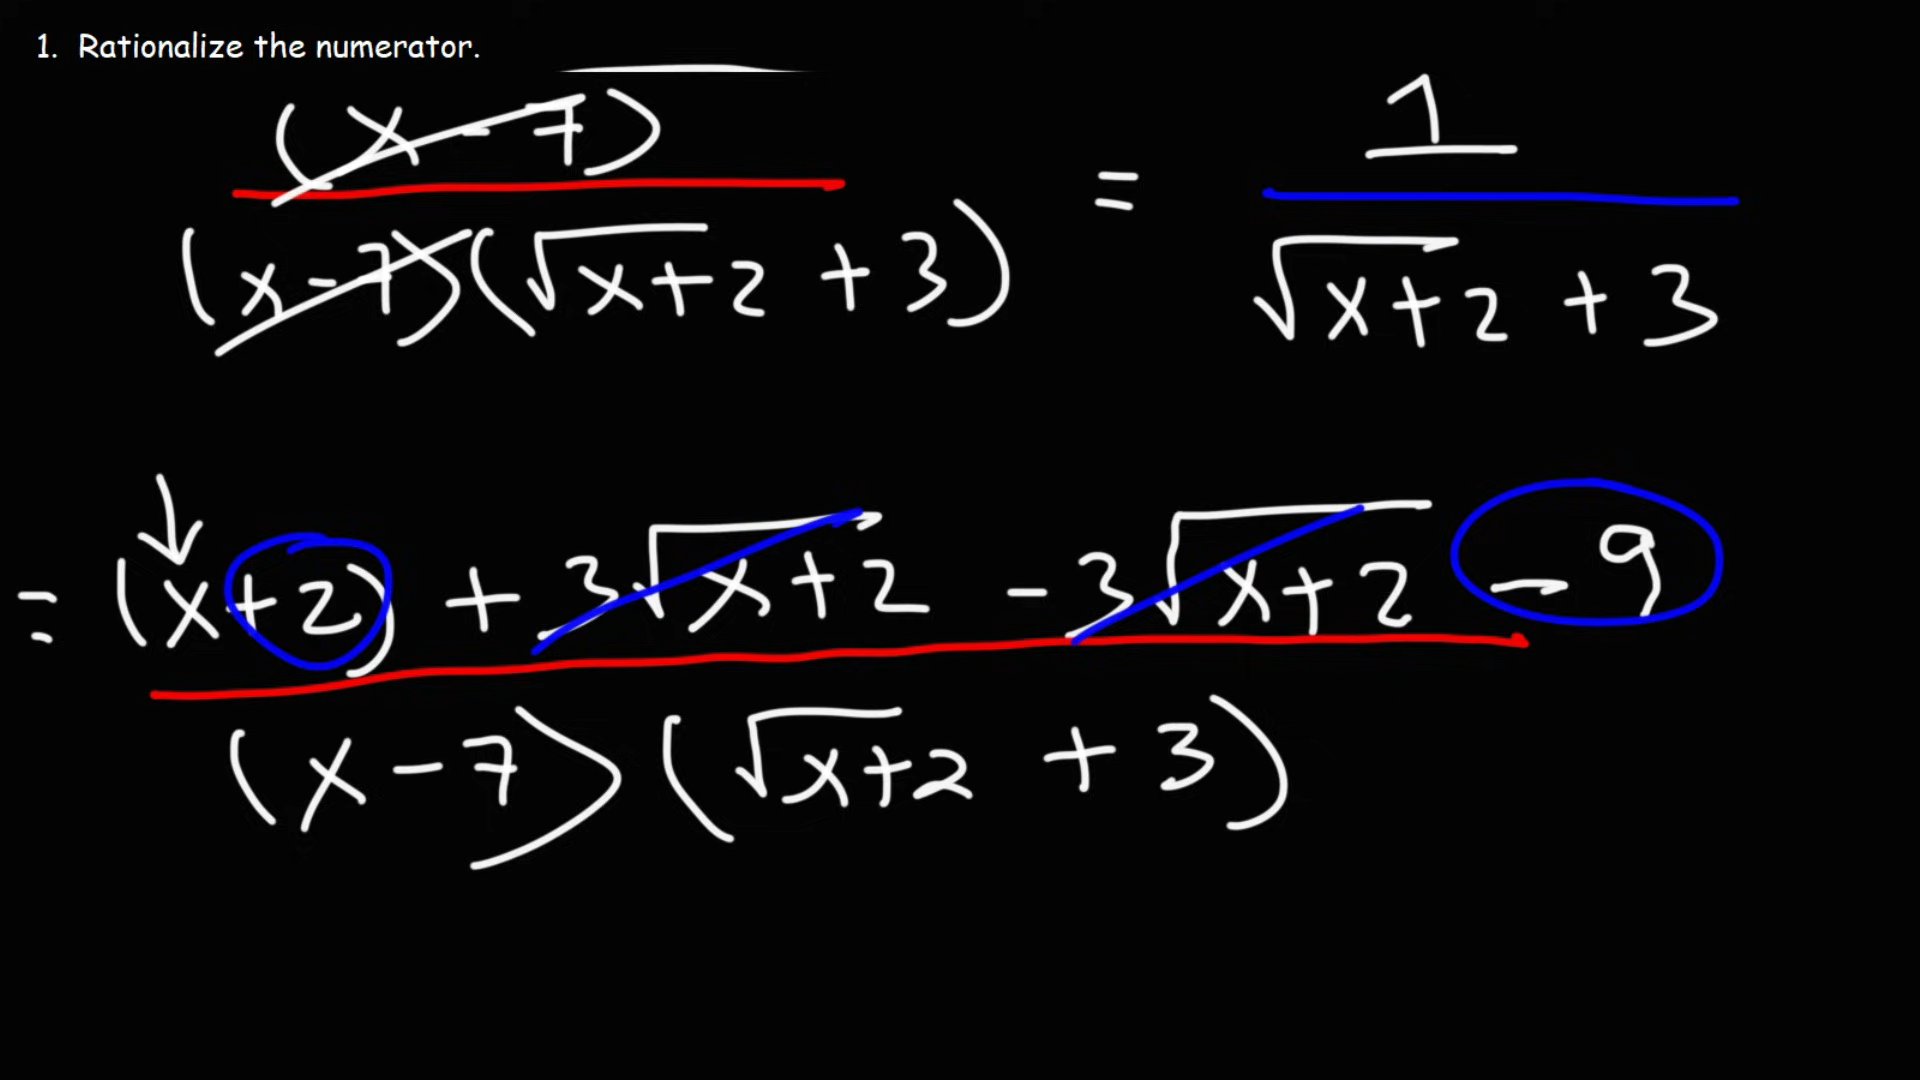 1. Rationalize the numerator.
(x - 7)
1
=
(x - 7)(√x+2 + 3)
√x+2 + 3
= (x+2) + 3√x+2 - 3√x+2 - 9
(x - 7)(√x+2 + 3)